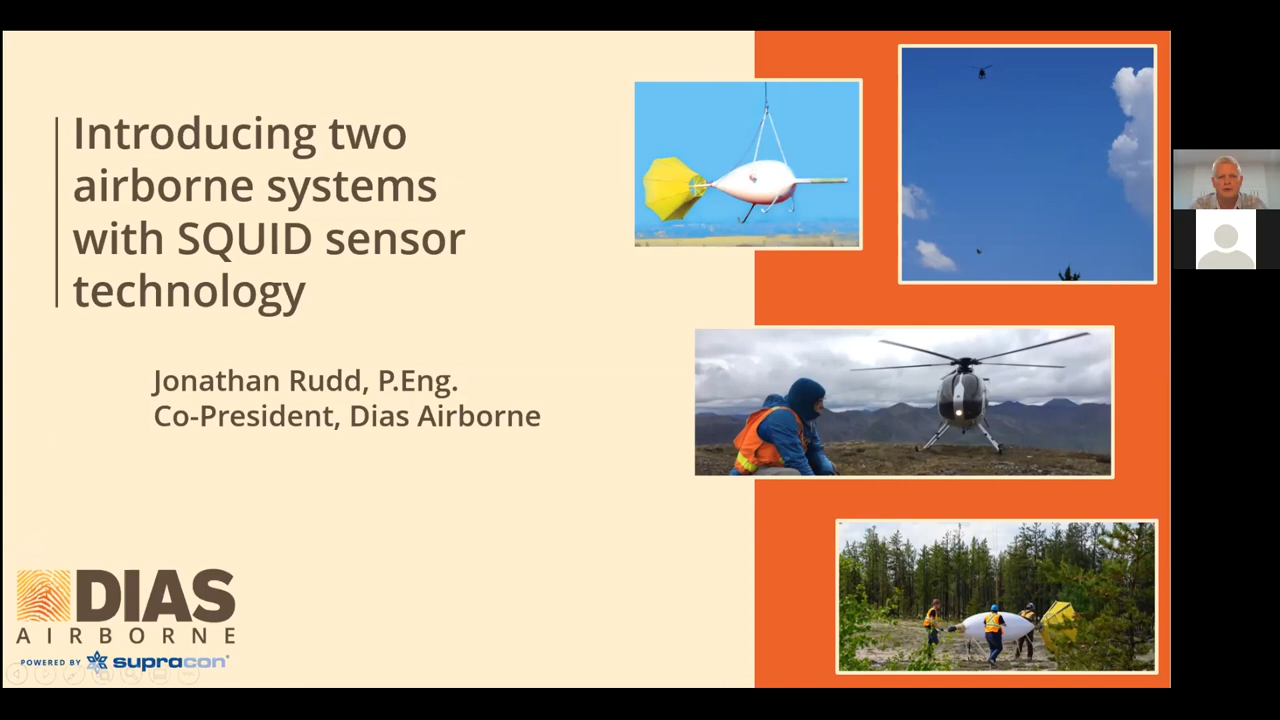 Introducing two
airborne systems
with SQUID sensor
technology
Jonathan Rudd, P.Eng.
Co-President, Dias Airborne
DIAS
AIRBORNE
POWERED BY supracon